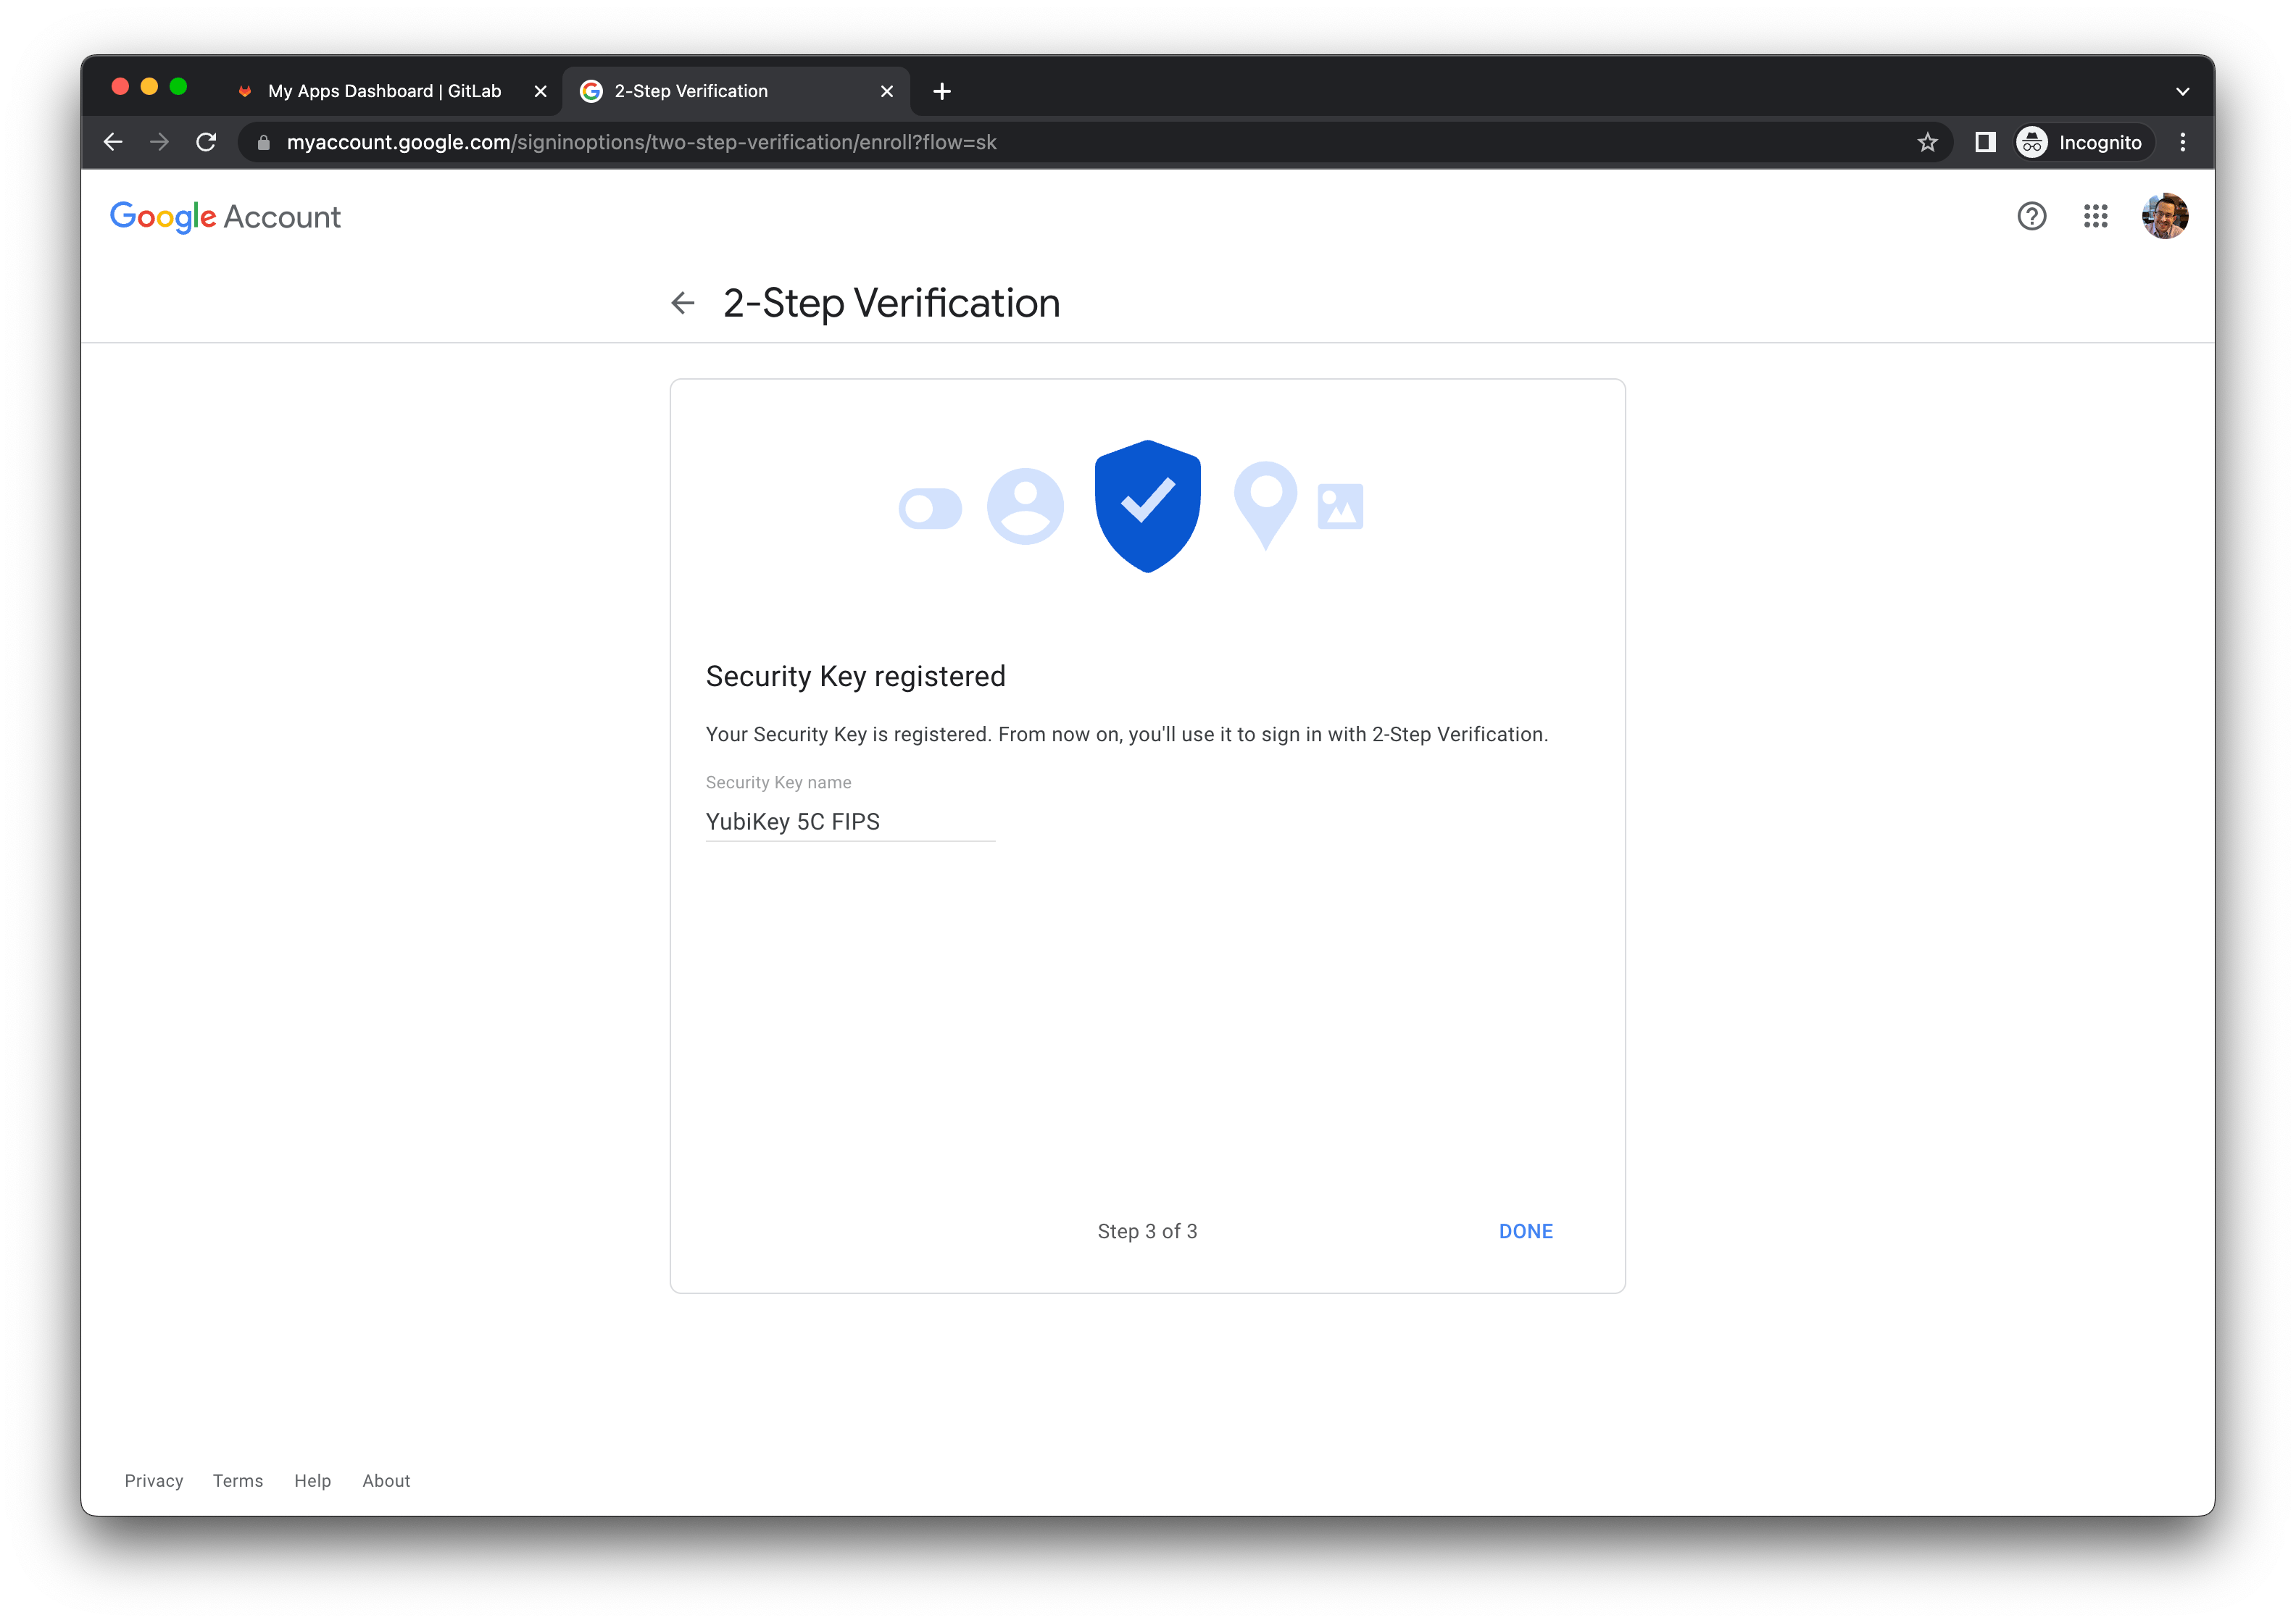 My Apps Dashboard | GitLab
2-Step Verification
myaccount.google.com/signinoptions/two-step-verification/enroll?flow=sk
Incognito
Google Account
2-Step Verification
Security Key registered
Your Security Key is registered. From now on, you'll use it to sign in with 2-Step Verification.
Security Key name
YubiKey 5C FIPS
Step 3 of 3
DONE
Privacy Terms Help About